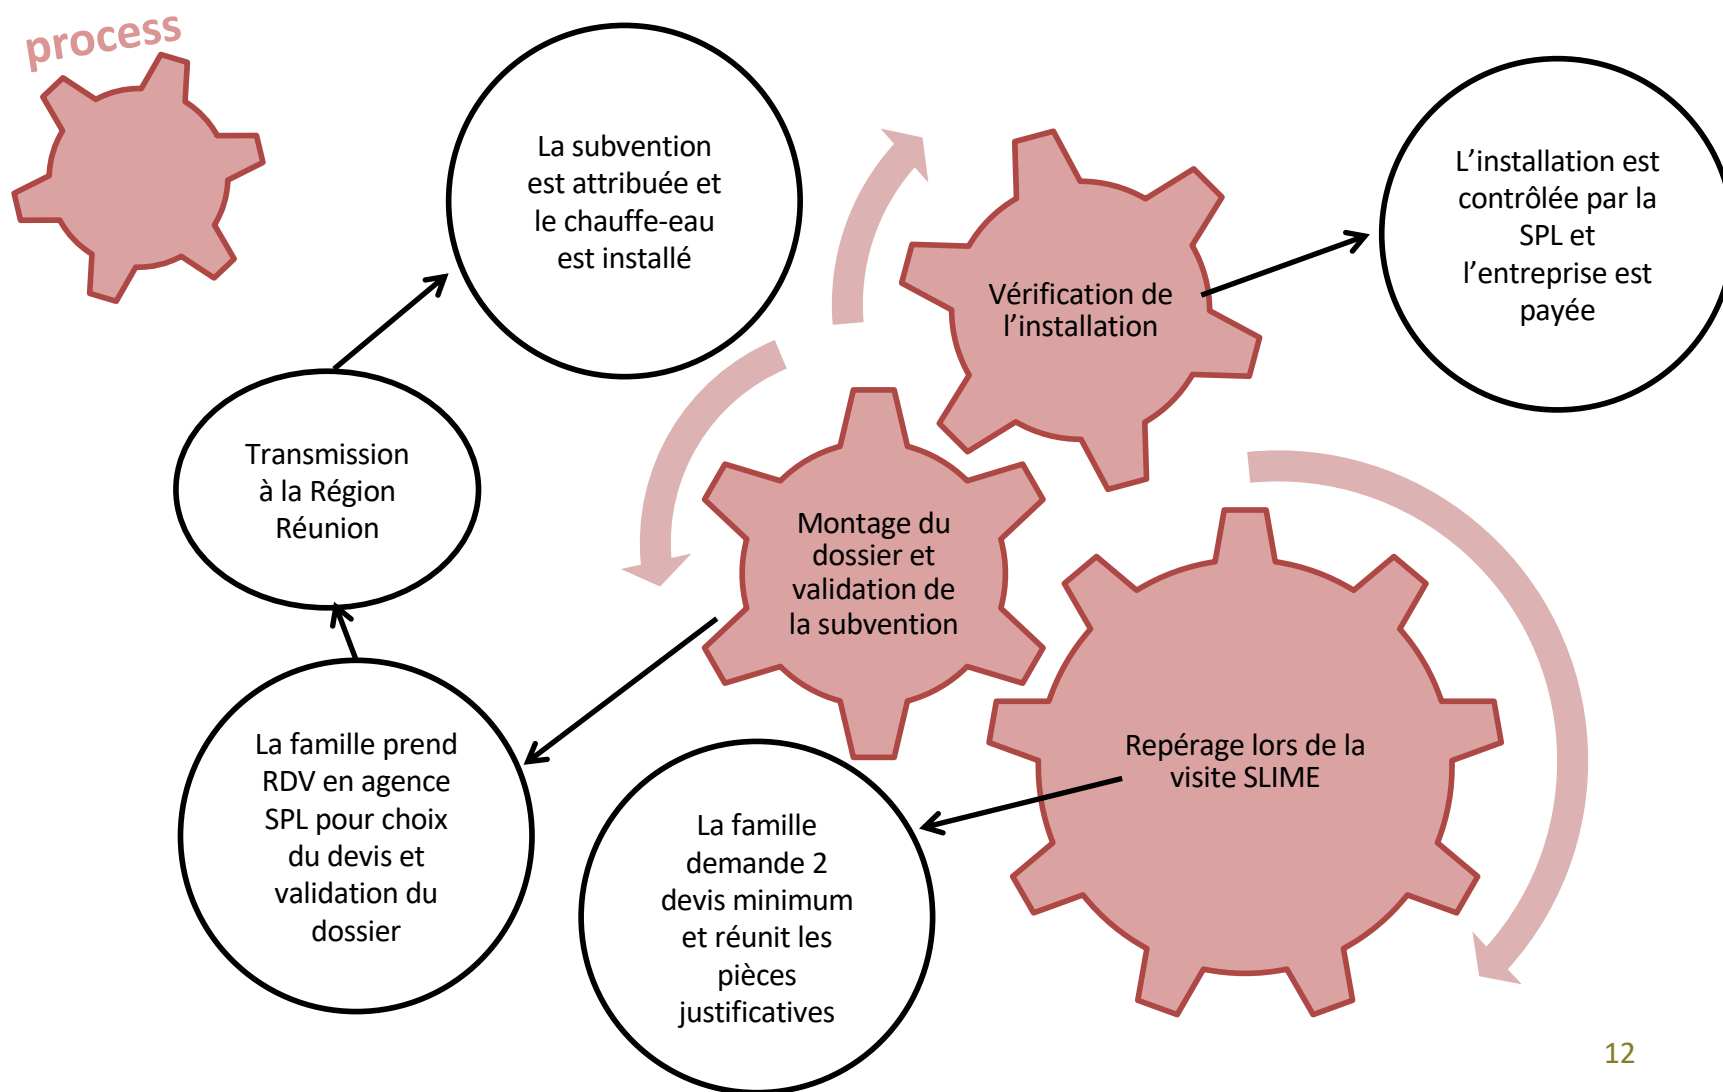 process
La subvention
est attribuée et
le chauffe-eau
est installé
L’installation est
contrôlée par la
SPL et
l’entreprise est
payée
Vérification de
l’installation
Transmission
à la Région
Réunion
Montage du
dossier et
validation de
la subvention
La famille prend
RDV en agence
SPL pour choix
du devis et
validation du
dossier
Repérage lors de la
visite SLIME
La famille
demande 2
devis minimum
et réunit les
pièces
justificatives
12